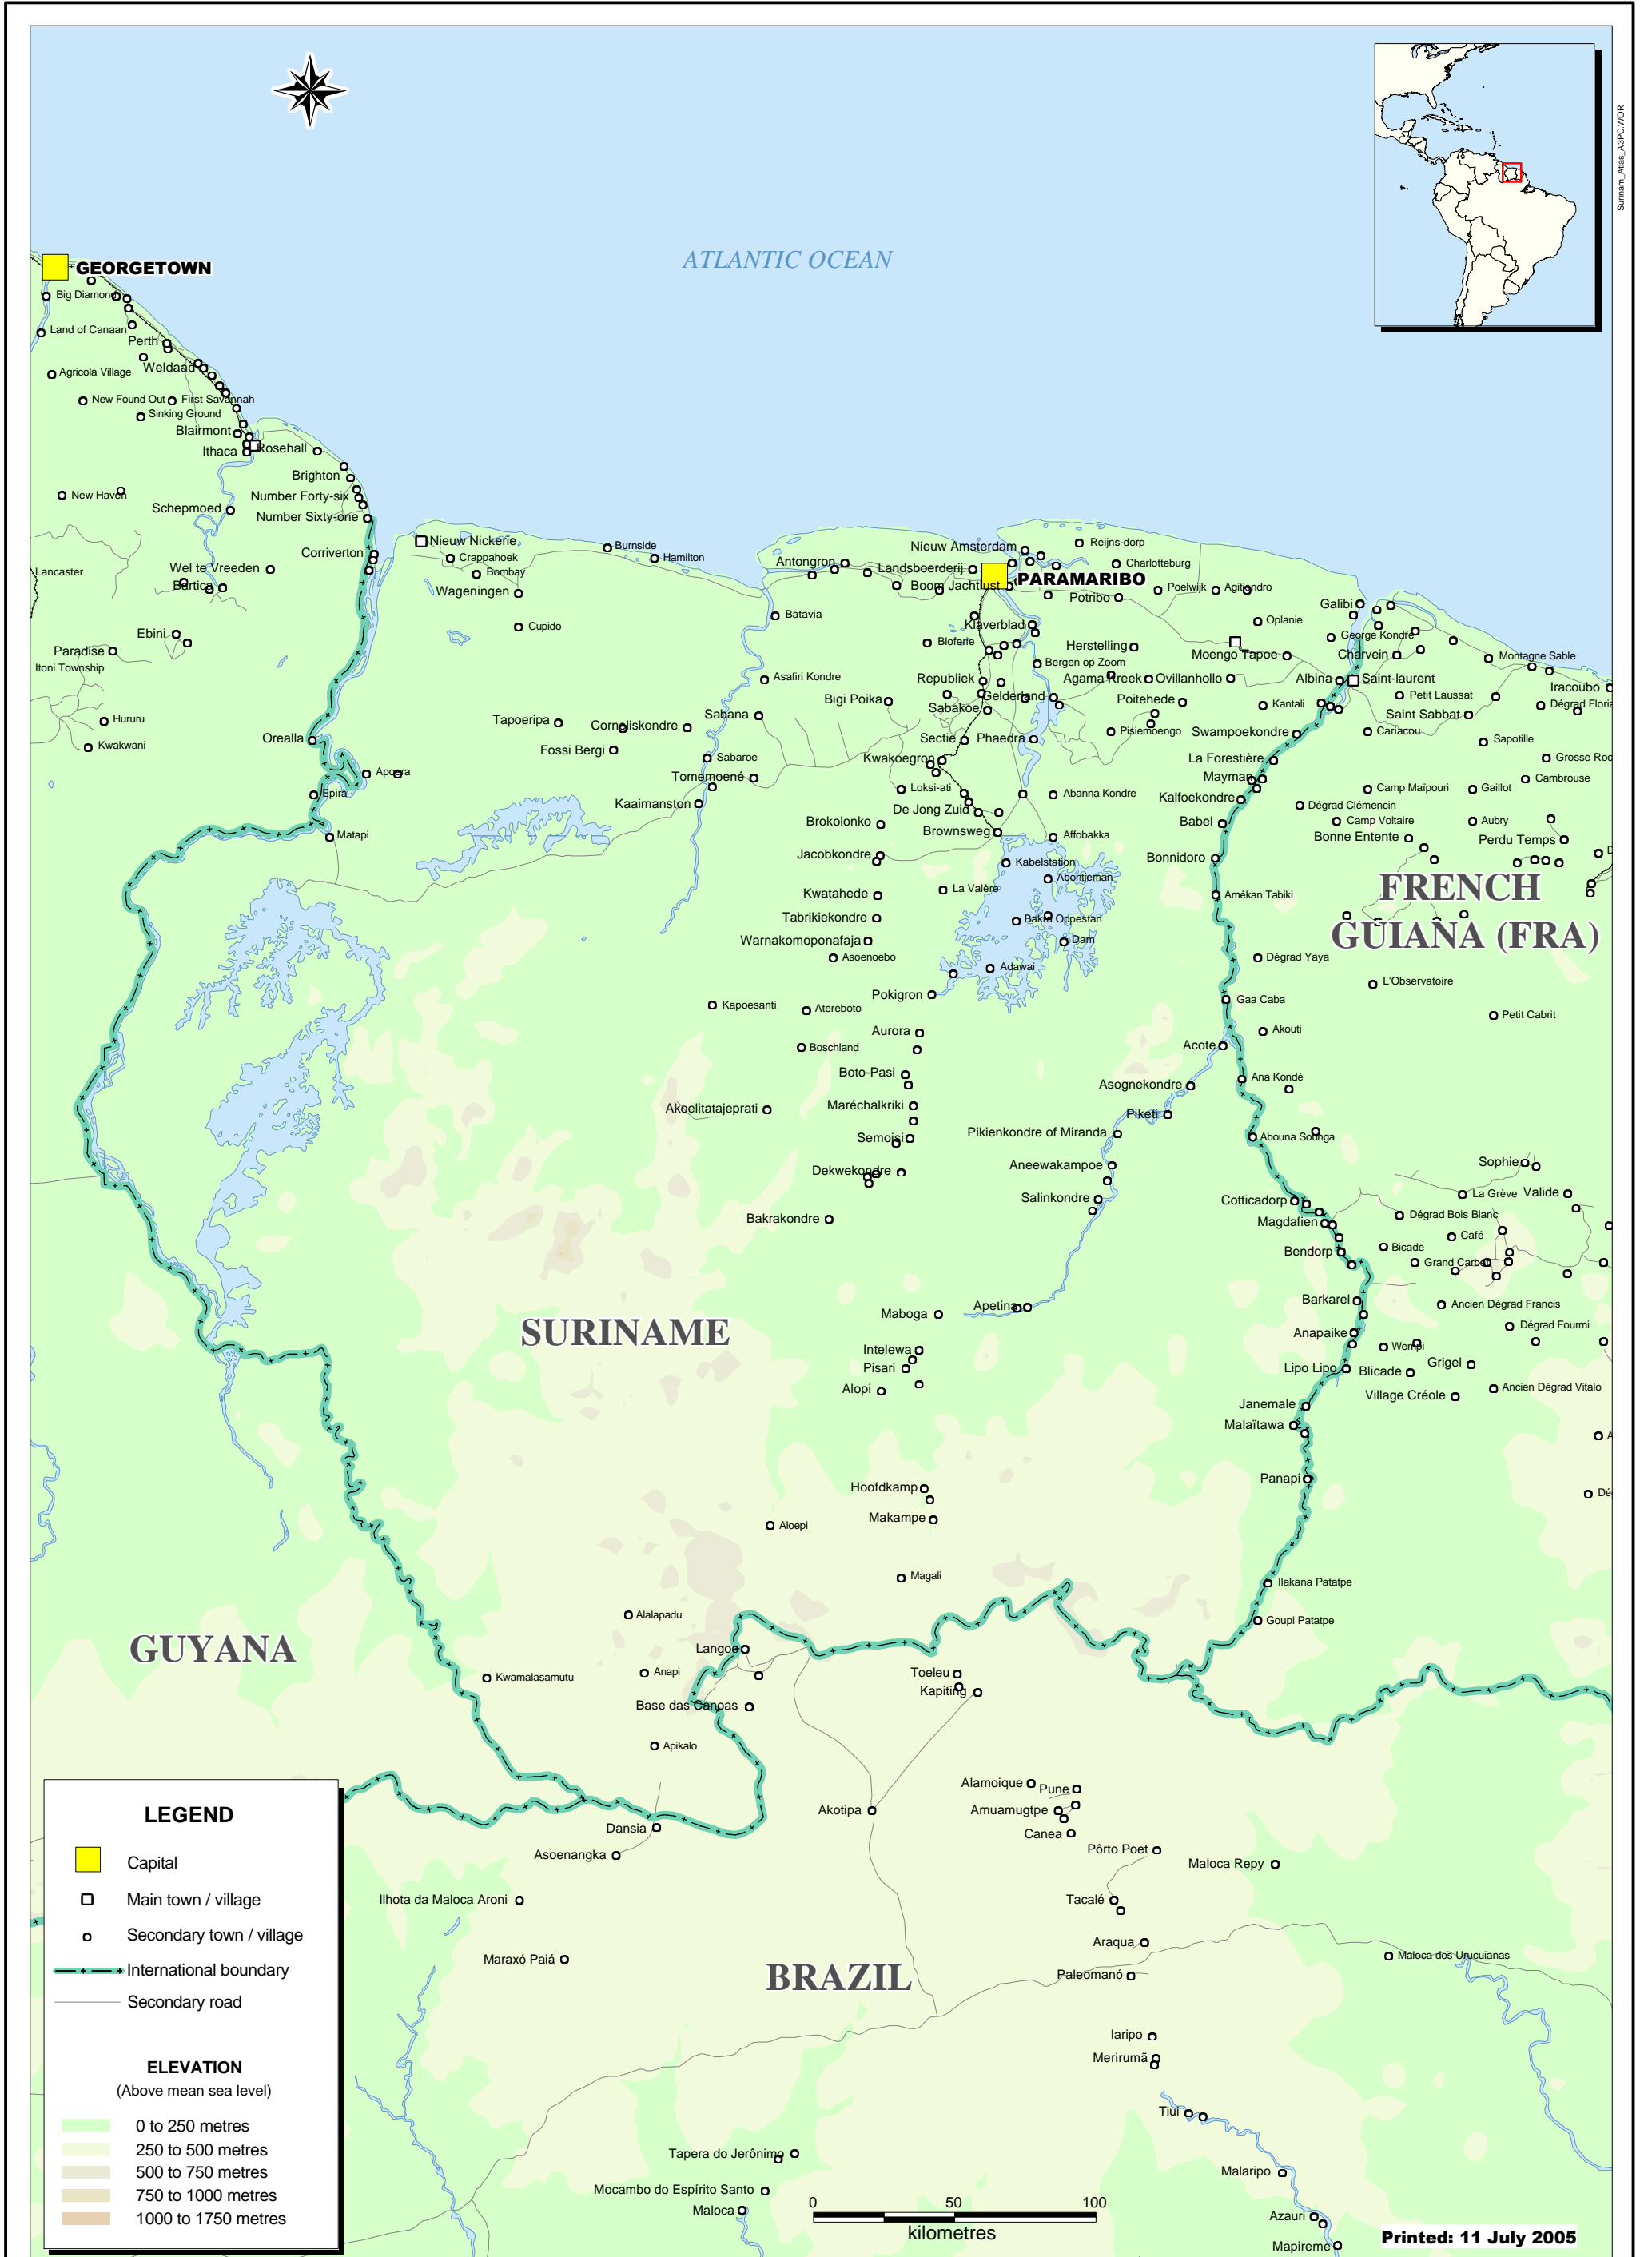 Surinam_Atlas_A3PC.WOR
ATLANTIC OCEAN
GEORGETOWN
Big Diamond
Land of Canaan
Perth
Weldaad
Agricola Village
New Found Out
First Savannah
Sinking Ground
Blairmont
Ithaca
Rosehall
Brighton
New Haven
Number Forty-six
Schepmoed
Number Sixty-one
Corriverton
Nieuw Nickerie
Crappahoek
Bombay
Wageningen
Burnside
Hamilton
Antongron
Landsboerderij
Nieuw Amsterdam
Reijns-dorp
Charlotteburg
PARAMARIBO
Boom Jachtlust
Potribo
Poelwijk
Agitiondro
Galibi
Lancaster
Wel te Vreeden
Bartica
Batavia
Cupido
Klaverblad
Oplanie
George Kondre
Bloferie
Herstelling
Moengo Tapoe
Charvein
Montagne Sable
Ebini
Paradise
Itoni Township
Bergen op Zoom
Asafiri Kondre
Republiek
Agama Kreek
Ovillanhollo
Albina
Saint-laurent
Iracoubo
Bigi Poika
Gelderland
Poitehede
Petit Laussat
Kantali
Dégrad Floria
Sabana
Sabakoe
Saint Sabbat
Hururu
Tapoeripa
Corneliskondre
Pisiemoengo
Swampoekondre
Cariacou
Orealla
Kwakwani
Fossi Bergi
Sectie
Phaedra
Sapotille
Sabaroe
Kwakoegron
La Forestière
Grosse Roc
Apoera
Tomemoené
Mayman
Cambrouse
Epira
Loksi-ati
Abanna Kondre
Camp Maïpouri
Gaillot
Kaaimanston
Kalfoekondre
Dégrad Clémencin
De Jong Zuid
Brokolonko
Babel
Camp Voltaire
Aubry
Matapi
Brownsweg
Affobakka
Bonne Entente
Perdu Temps
Jacobkondre
Bonnidoro
D
Kabelstation
Abontjeman
Kwatahede
La Valère
Amékan Tabiki
FRENCH
GUIANA (FRA)
Tabrikiekondre
Bakra Oppestan
Warnakomoponafaja
Dam
Asoenoebo
Dégrad Yaya
Adawai
L'Observatoire
Pokigron
Gaa Caba
Kapoesanti
Atereboto
Petit Cabrit
Aurora
Akouti
Boschland
Acote
Boto-Pasi
Asognekondre
Ana Kondé
Akoelitatajeprati
Maréchalkriki
Piketi
Semoisi
Pikienkondre of Miranda
Abouna Sounga
Dekwekondre
Aneewakampoe
Sophie
Salinkondre
Cotticadorp
La Grève
Valide
Bakrakondre
Magdafien
Dégrad Bois Blanc
Café
Bendorp
Bicade
Grand Carbet
Apetina
Barkarel
Ancien Dégrad Francis
Maboga
SURINAME
Anapaike
Dégrad Fourmi
Intelewa
Wempi
Pisari
Lipo Lipo
Blicade
Grigel
Alopi
Village Créole
Ancien Dégrad Vitalo
Janemale
Malaïtawa
A
Panapi
Hoofdkamp
Dé
Makampe
Aloepi
Magali
Ilakana Patatpe
Alalapadu
Goupi Patatpe
GUYANA
Langoe
Kwamalasamutu
Anapi
Toeleu
Kapiting
Base das Canoas
Apikalo
Alamoique
Pune
Akotipa
Amuamugtpe
Dansia
Canea
Asoenangka
Pôrto Poet
Maloca Repy
Ilhota da Maloca Aroni
Tacalé
Araqua
Maraxó Paiá
BRAZIL
Paleomanó
Maloca dos Urucuianas
Iaripo
Merirumã
Tiui
Tapera do Jerônimo
Malaripo
Mocambo do Espírito Santo
Maloca
Azauri
Mapireme
LEGEND
Capital
Main town / village
Secondary town / village
International boundary
Secondary road
ELEVATION
(Above mean sea level)
0 to 250 metres
250 to 500 metres
500 to 750 metres
750 to 1000 metres
1000 to 1750 metres
0 50 100
kilometres
Printed: 11 July 2005